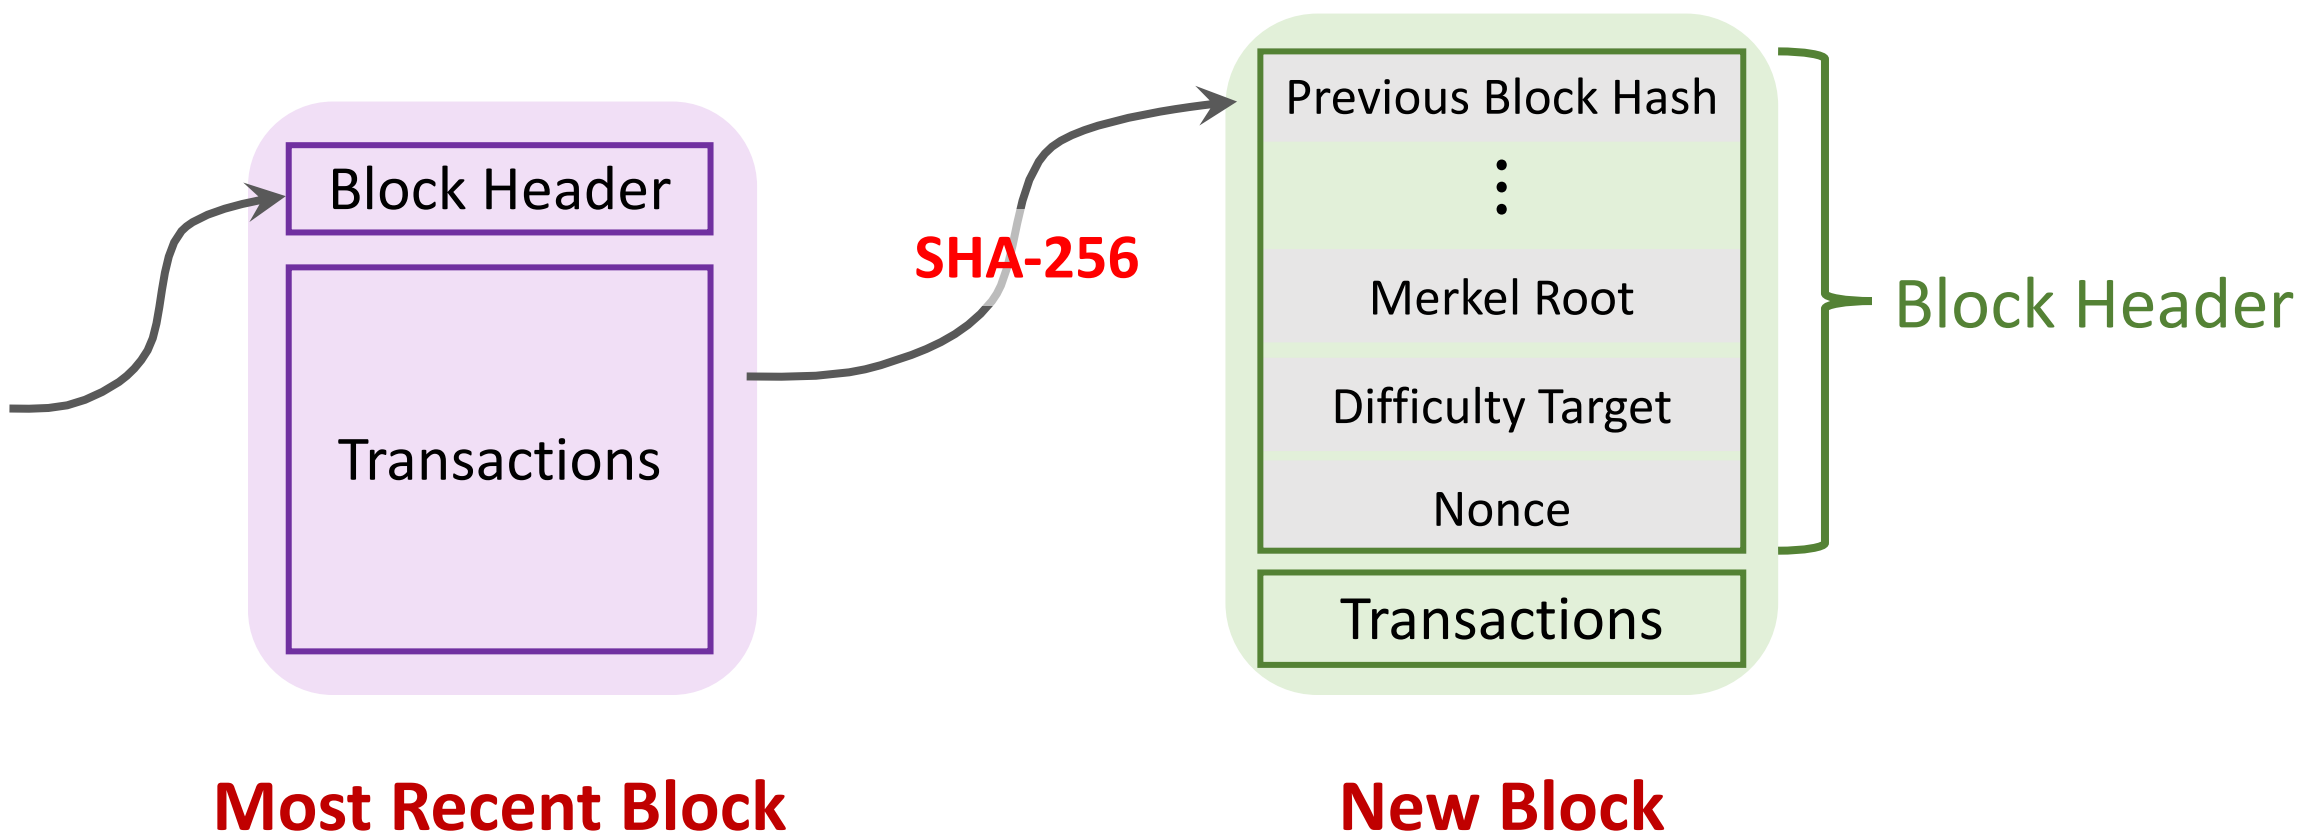 Block Header
Transactions
Most Recent Block
SHA-256
Previous Block Hash
Merkel Root
Difficulty Target
Nonce
Transactions
New Block
Block Header